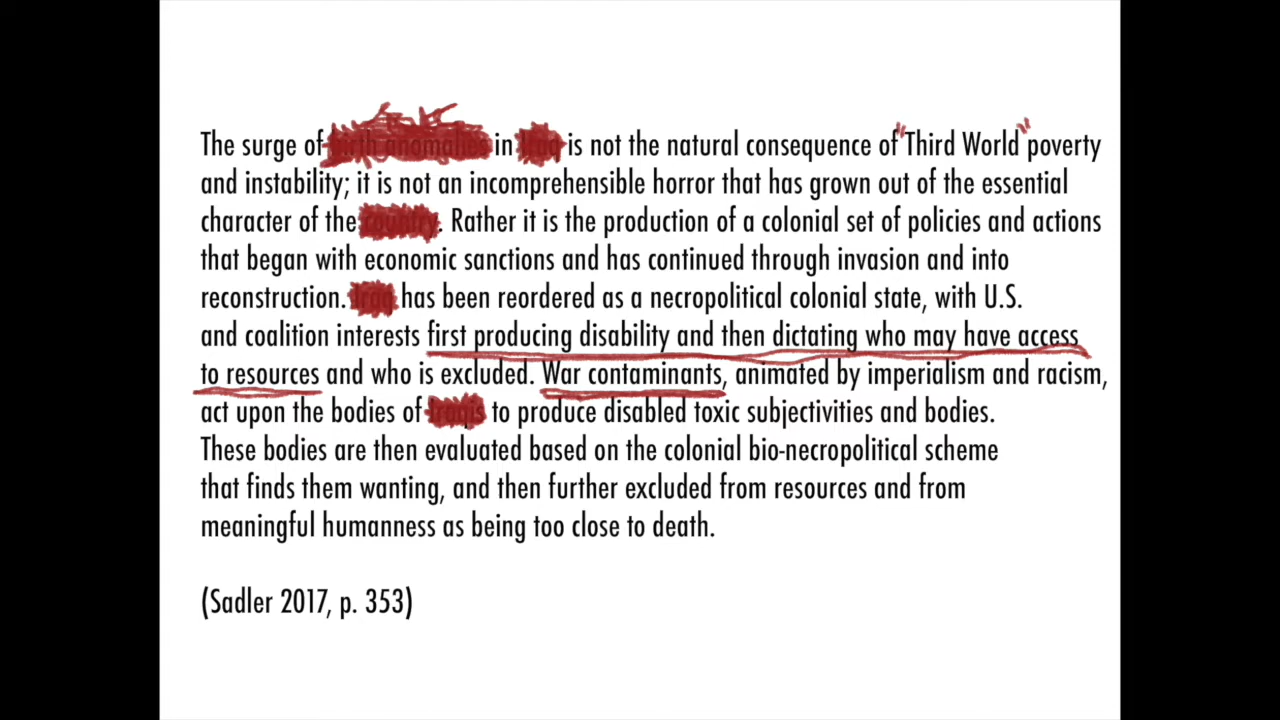 The surge of birth anomalies in Iraq is not the natural consequence of "Third World" poverty
and instability; it is not an incomprehensible horror that has grown out of the essential
character of the country. Rather it is the production of a colonial set of policies and actions
that began with economic sanctions and has continued through invasion and into
reconstruction. Iraq has been reordered as a necropolitical colonial state, with U.S.
and coalition interests first producing disability and then dictating who may have access
to resources and who is excluded. War contaminants, animated by imperialism and racism,
act upon the bodies of Iraqis to produce disabled toxic subjectivities and bodies.
These bodies are then evaluated based on the colonial bio-necropolitical scheme
that finds them wanting, and then further excluded from resources and from
meaningful humanness as being too close to death.
(Sadler 2017, p. 353)